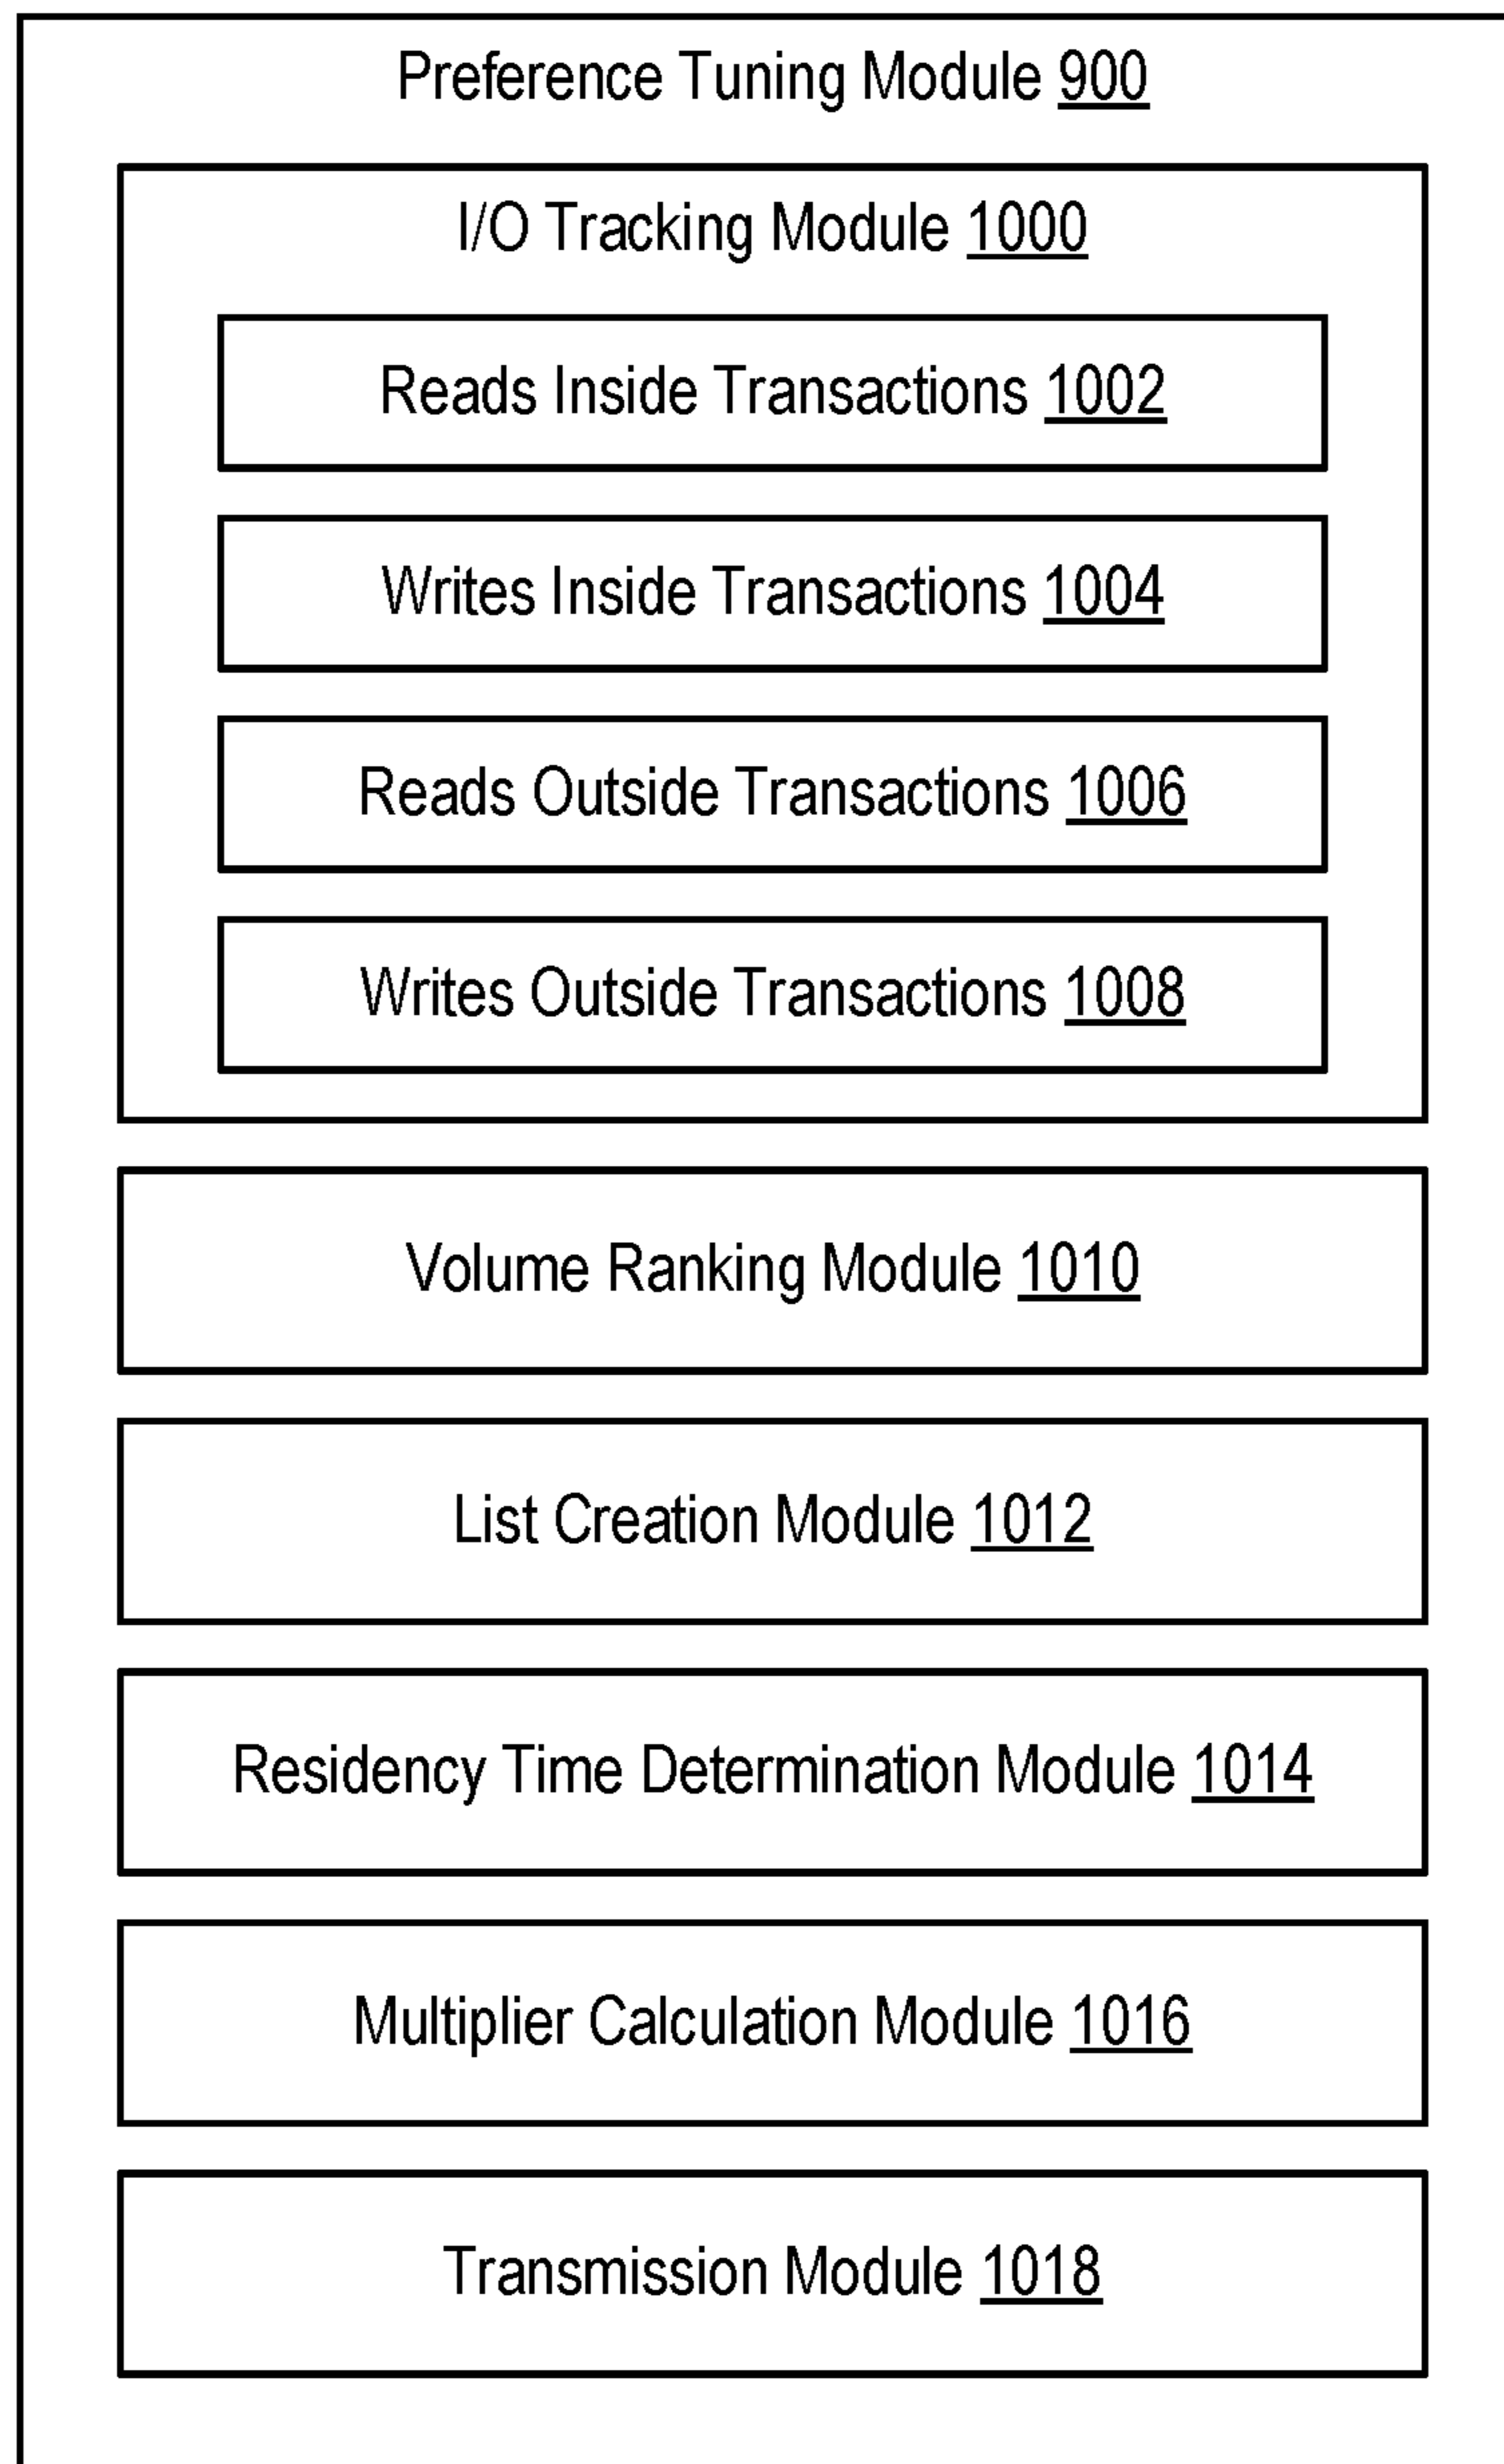 Preference Tuning Module 900
I/O Tracking Module 1000
Reads Inside Transactions 1002
Writes Inside Transactions 1004
Reads Outside Transactions 1006
Writes Outside Transactions 1008
Volume Ranking Module 1010
List Creation Module 1012
Residency Time Determination Module 1014
Multiplier Calculation Module 1016
Transmission Module 1018